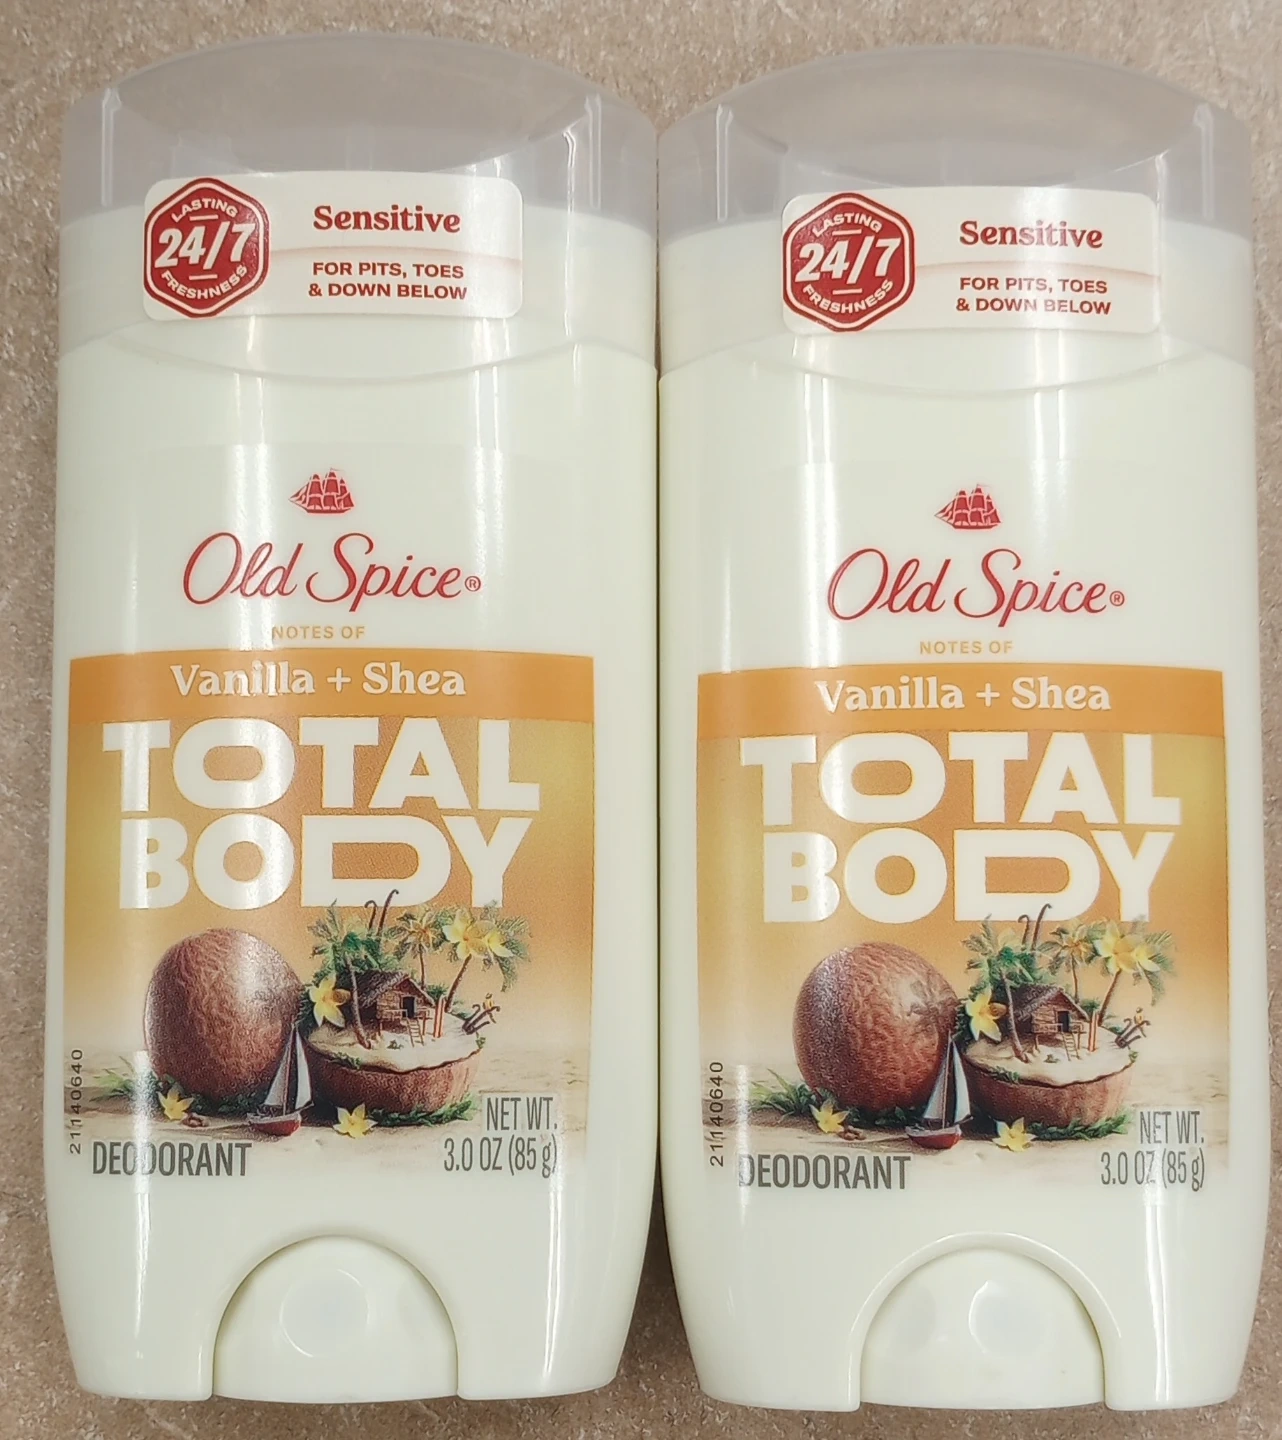 LASTING
24/7
FRESHNESS
Sensitive
FOR PITS, TOES
& DOWN BELOW
Old Spice®
NOTES OF
Vanilla + Shea
TOTAL
BODY
21140640
DEODORANT
NET WT.
3.0 OZ (85 g)
LASTING
24/7
FRESHNESS
Sensitive
FOR PITS, TOES
& DOWN BELOW
Old Spice®
NOTES OF
Vanilla + Shea
TOTAL
BODY
21140640
DEODORANT
NET WT.
3.0 OZ (85 g)